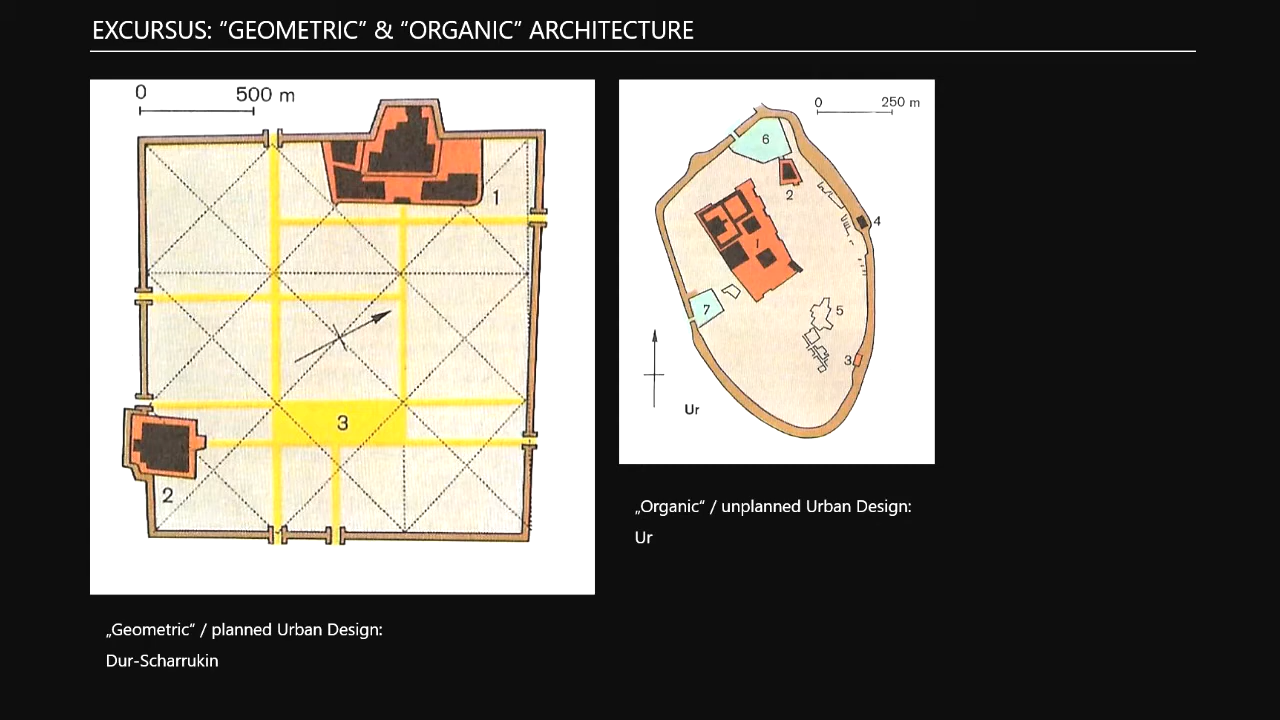 EXCURSUS: “GEOMETRIC” & “ORGANIC” ARCHITECTURE
0 500 m
1
3
2
„Geometric“ / planned Urban Design:
Dur-Scharrukin
0 250 m
6
2
4
1
7
5
3
Ur
„Organic“ / unplanned Urban Design:
Ur